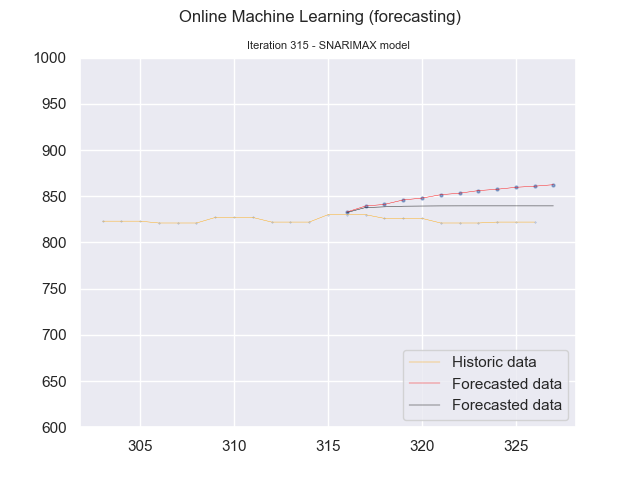 Online Machine Learning (forecasting)
Iteration 315 - SNARIMAX model
1000
950
900
850
800
750
700
650
600
Historic data
Forecasted data
Forecasted data
305
310
315
320
325